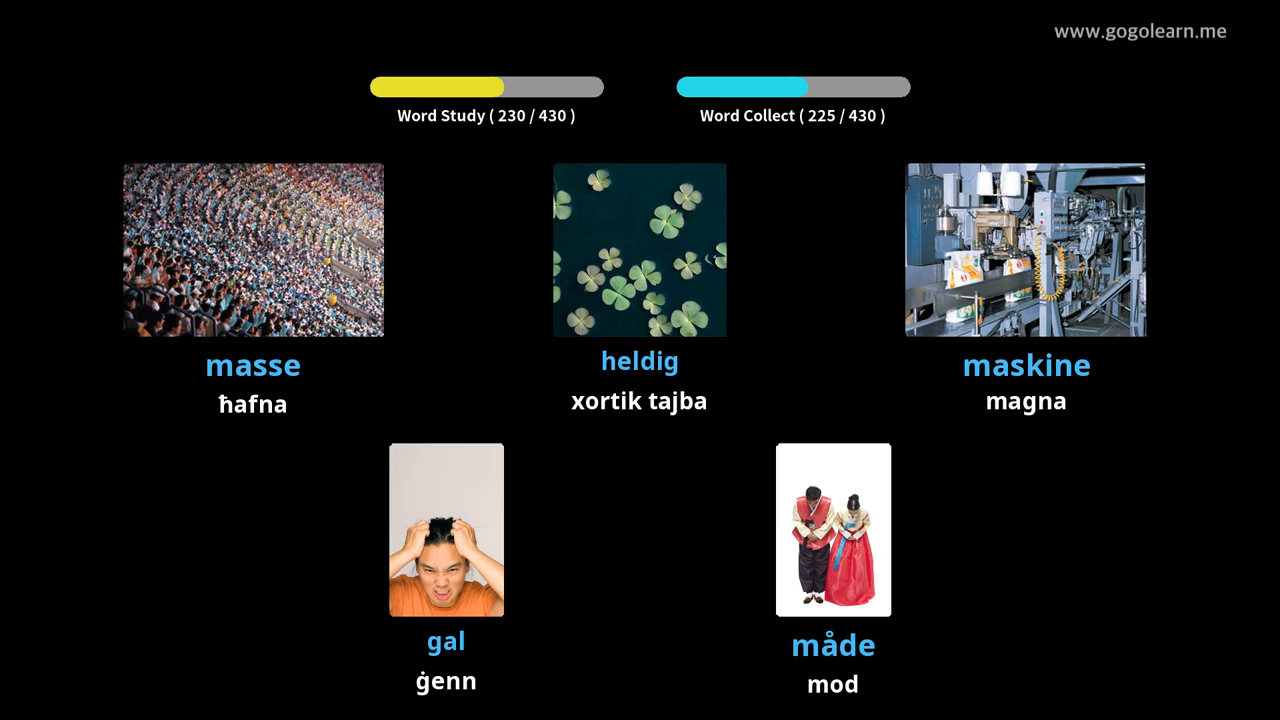 www.gogolearn.me
Word Study ( 230 / 430 )
Word Collect ( 225 / 430 )
masse
ħafna
heldig
xortik tajba
maskine
magna
gal
ġenn
måde
mod